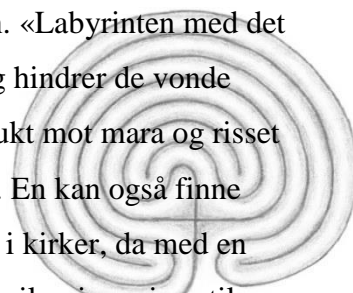 n. «Labyrinten med det
g hindrer de vonde
ukt mot mara og risset
. En kan også finne
i kirker, da med en